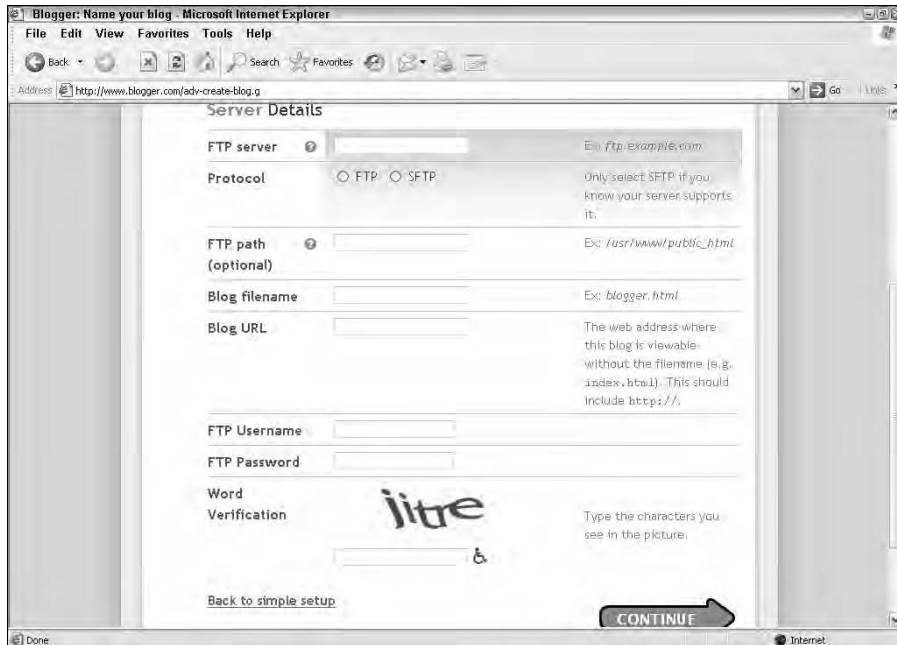 Blogger: Name your blog - Microsoft Internet Explorer
File Edit View Favorites Tools Help
Back Search Favorites
Address http://www.blogger.com/adv-create-blog.g Go Links
Server Details
FTP server Ex: ftp.example.com
Protocol FTP SFTP Only select SFTP if you
know your server supports
it.
FTP path Ex: /usr/www/public_html
(optional)
Blog filename Ex: blogger.html
Blog URL The web address where
this blog is viewable
without the filename (e.g.
index.html). This should
include http://.
FTP Username
FTP Password
Word
Verification jitre Type the characters you
see in the picture.
Back to simple setup
CONTINUE
Done Internet